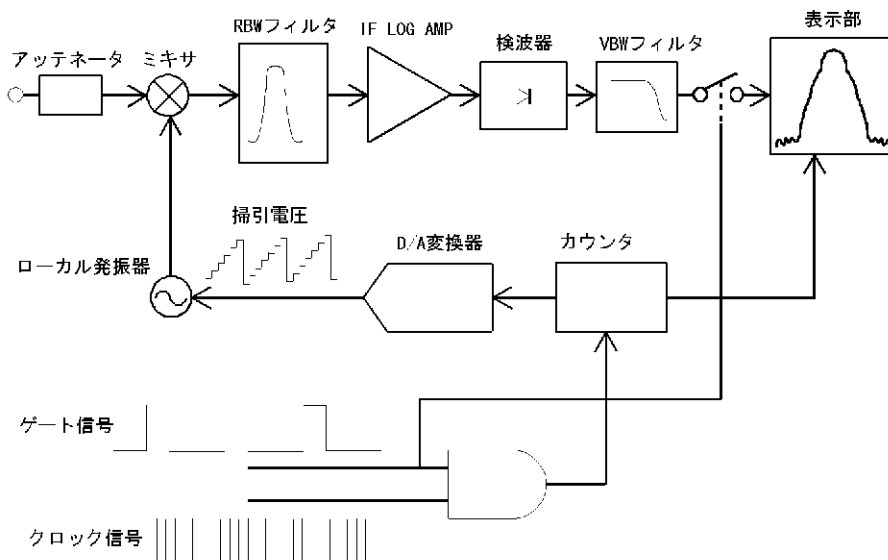 表示部
RBWフィルタ
IF LOG AMP
検波器
VBWフィルタ
アッテネータ
ミキサ
掃引電圧
D/A変換器
カウンタ
ローカル発振器
ゲート信号
クロック信号